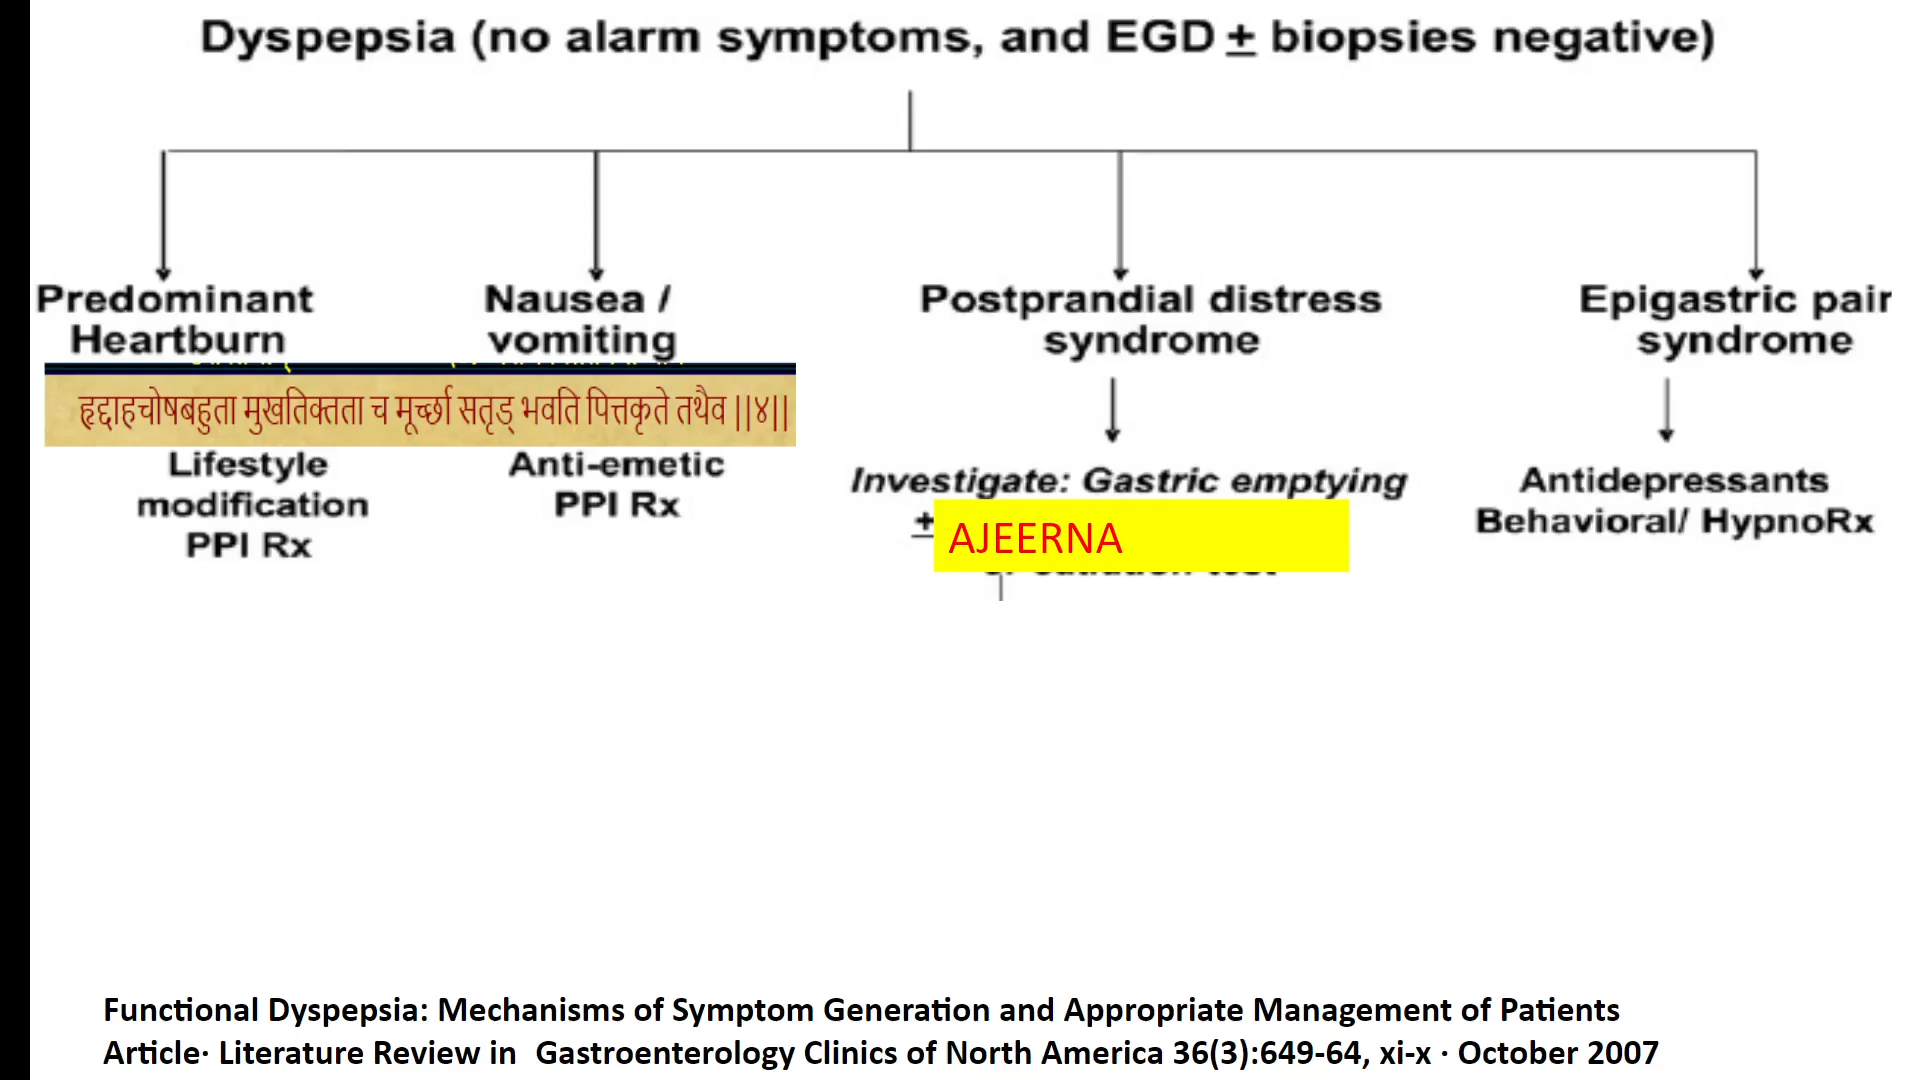 Dyspepsia (no alarm symptoms, and EGD ± biopsies negative)
Predominant
Heartburn
Nausea /
vomiting
Postprandial distress
syndrome
Epigastric pair
syndrome
हृद्दाहचोषबहुता मुखतिक्तता च मूर्च्छा सतृड् भवति पित्तकृते तथैव ||४||
Lifestyle
modification
PPI Rx
Anti-emetic
PPI Rx
Investigate: Gastric emptying
±
AJEERNA
Antidepressants
Behavioral/ HypnoRx
Functional Dyspepsia: Mechanisms of Symptom Generation and Appropriate Management of Patients
Article· Literature Review in  Gastroenterology Clinics of North America 36(3):649-64, xi-x · October 2007